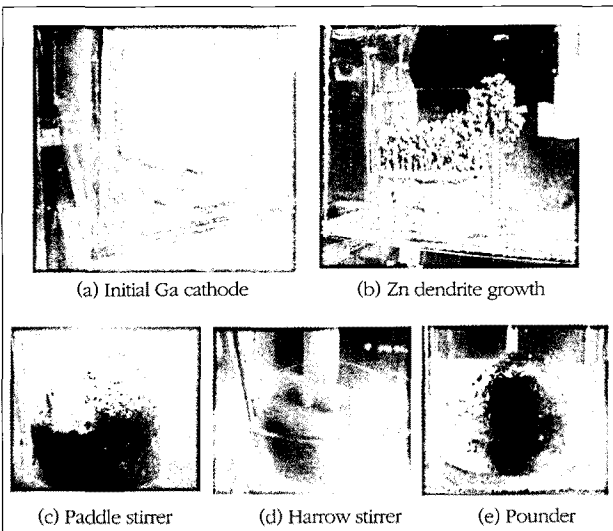 (a) Initial Ga cathode
(b) Zn dendrite growth
(c) Paddle stirrer
(d) Harrow stirrer
(e) Pounder